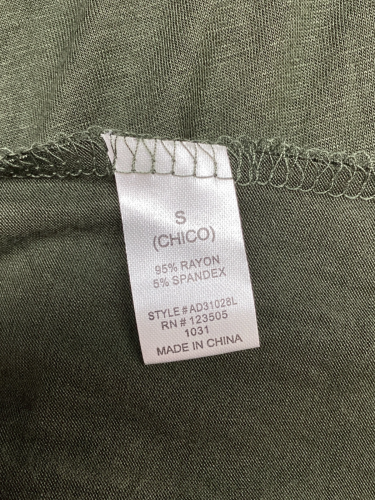 S
(CHICO)
95% RAYON
5% SPANDEX
STYLE # AD31028L
RN # 123505
1031
MADE IN CHINA